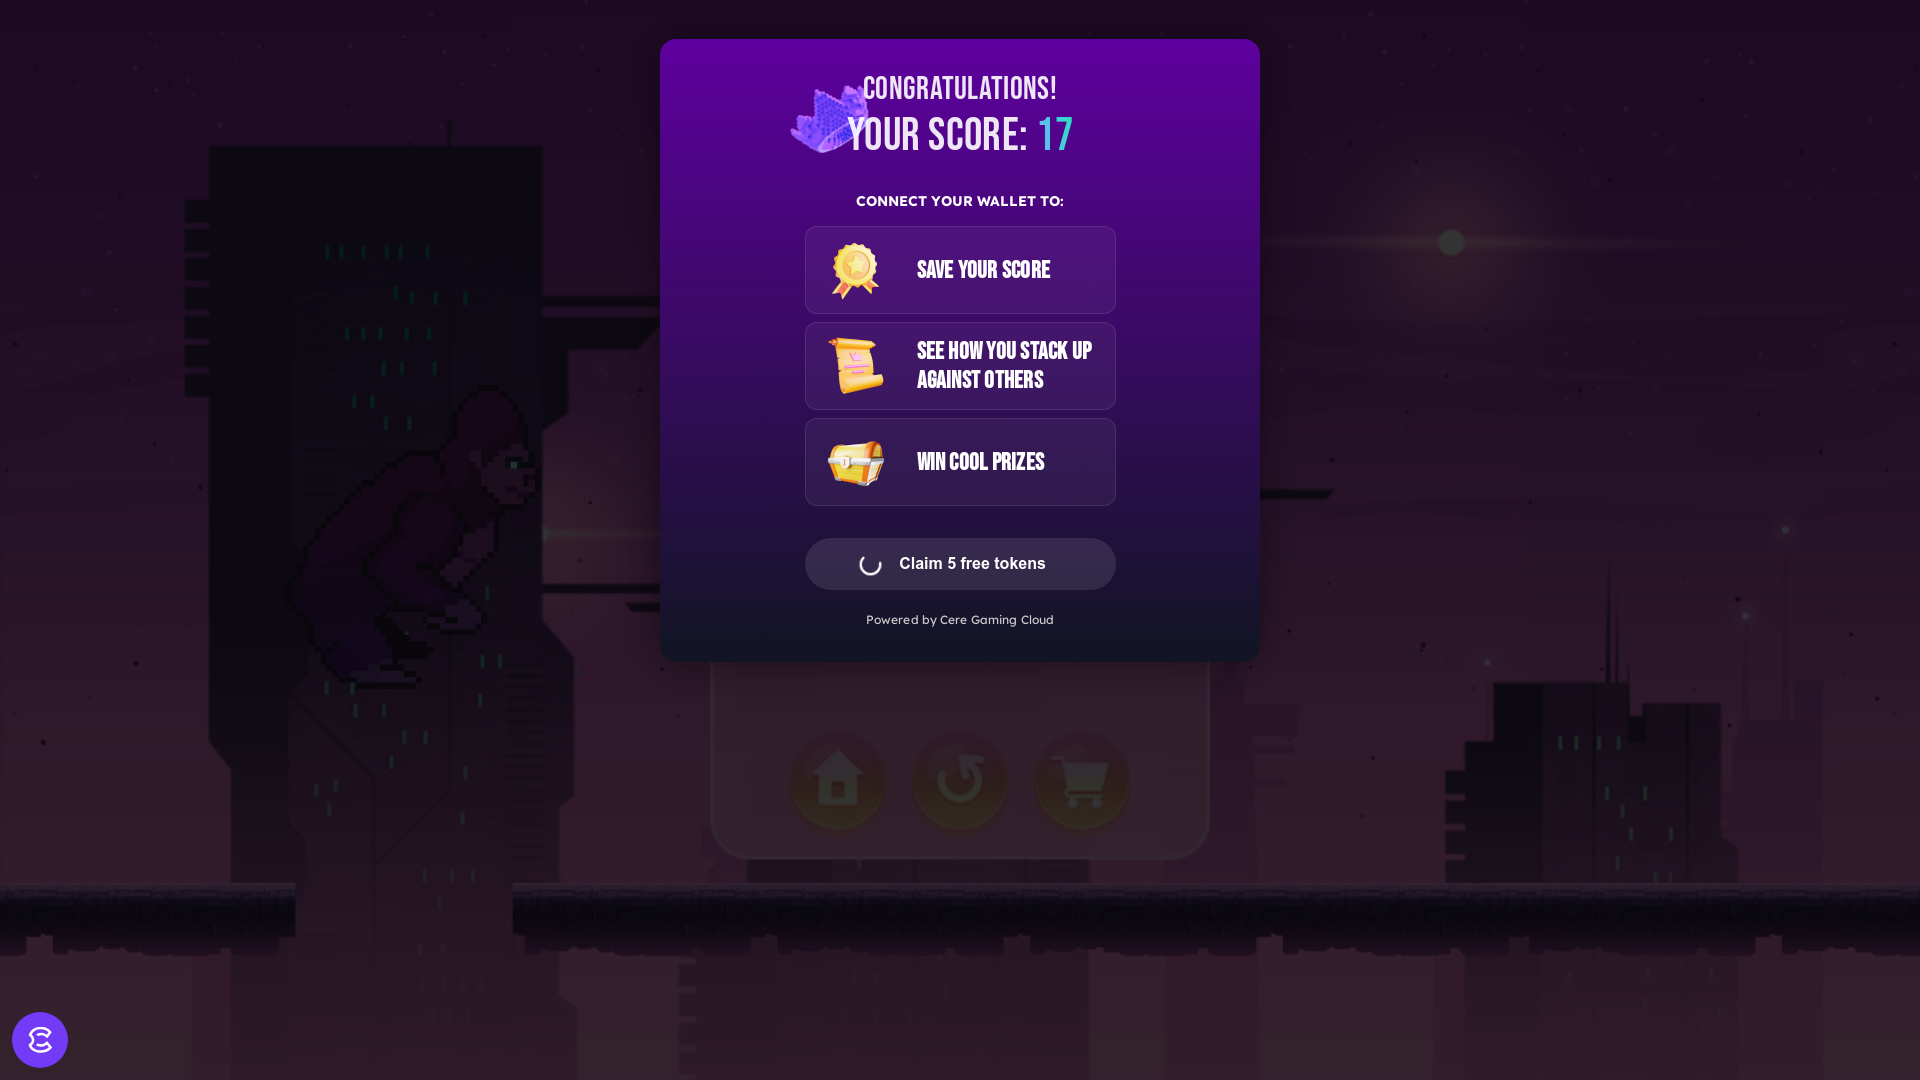 CONGRATULATIONS!
YOUR SCORE: 17
CONNECT YOUR WALLET TO:
SAVE YOUR SCORE
SEE HOW YOU STACK UP
AGAINST OTHERS
WIN COOL PRIZES
Claim 5 free tokens
Powered by Cere Gaming Cloud